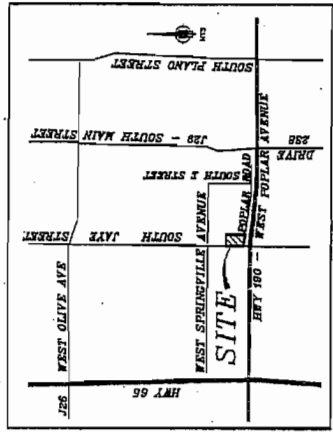 SOUTH PLANO STREET
J29 - SOUTH MAIN STREET
DRIVE 238
SOUTH E STREET
POPLAR ROAD
WEST POPLAR AVENUE
HWY 190 -
SOUTH JAYE STREET
WEST SPRINGVILLE AVENUE
SITE
J26 WEST OLIVE AVE
HWY 65